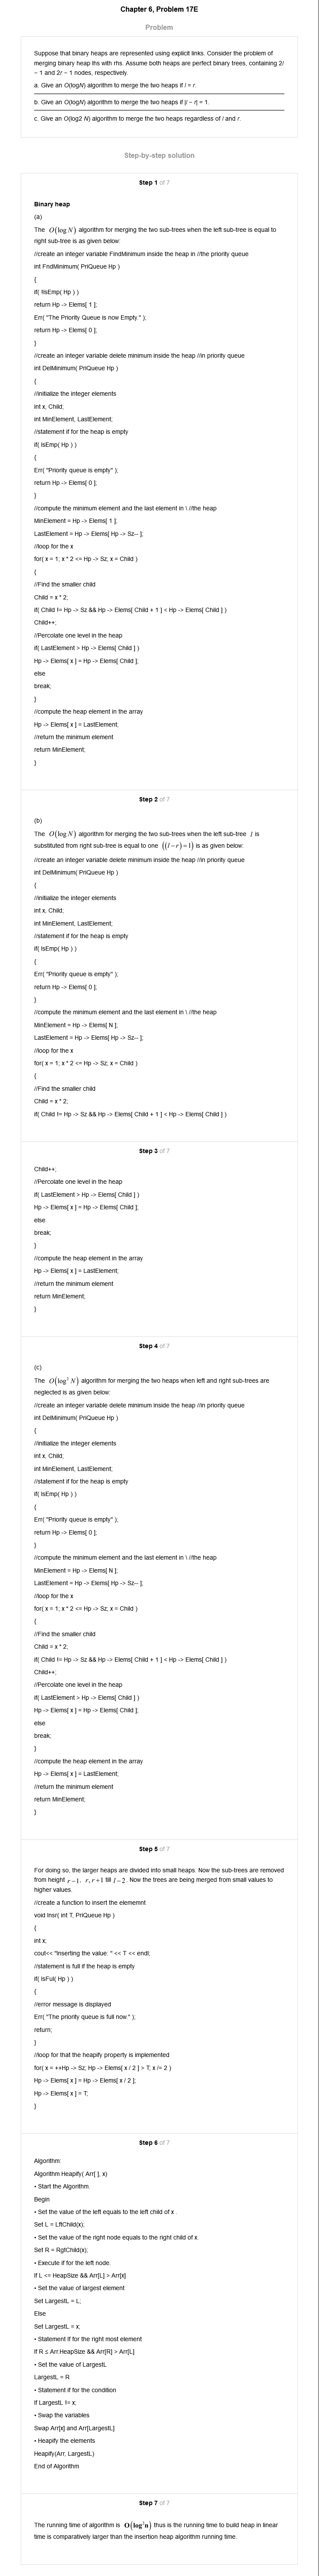 Chapter 6, Problem 17E
Problem
Suppose that binary heaps are represented using explicit links. Consider the problem of
merging binary heap lhs with rhs. Assume both heaps are perfect binary trees, containing 2l
− 1 and 2r − 1 nodes, respectively.
a. Give an O(logN) algorithm to merge the two heaps if l = r.
b. Give an O(logN) algorithm to merge the two heaps if |l − r| = 1.
c. Give an O(log2 N) algorithm to merge the two heaps regardless of l and r.
Step-by-step solution
Step 1 of 7
Binary heap
(a)
The O(log N) algorithm for merging the two sub-trees when the left sub-tree is equal to
right sub-tree is as given below:
//create an integer variable FindMinimum inside the heap in //the priority queue
int FndMinimum( PriQueue Hp )
{
if( !IsEmp( Hp ) )
return Hp -> Elems[ 1 ];
Err( "The Priority Queue is now Empty." );
return Hp -> Elems[ 0 ];
}
//create an integer variable delete minimum inside the heap //in priority queue
int DelMinimum( PriQueue Hp )
{
//initialize the integer elements
int x, Child;
int MinElement, LastElement;
//statement if for the heap is empty
if( IsEmp( Hp ) )
{
Err( "Priority queue is empty" );
return Hp -> Elems[ 0 ];
}
//compute the minimum element and the last element in \ //the heap
MinElement = Hp -> Elems[ 1 ];
LastElement = Hp -> Elems[ Hp -> Sz-- ];
//loop for the x
for( x = 1; x * 2 <= Hp -> Sz; x = Child )
{
//Find the smaller child
Child = x * 2;
if( Child != Hp -> Sz && Hp -> Elems[ Child + 1 ] < Hp -> Elems[ Child ] )
Child++;
//Percolate one level in the heap
if( LastElement > Hp -> Elems[ Child ] )
Hp -> Elems[ x ] = Hp -> Elems[ Child ];
else
break;
}
//compute the heap element in the array
Hp -> Elems[ x ] = LastElement;
//return the minimum element
return MinElement;
}
Step 2 of 7
(b)
The O(log N) algorithm for merging the two sub-trees when the left sub-tree l is
substituted from right sub-tree is equal to one ((l−r)=1) is as given below:
//create an integer variable delete minimum inside the heap //in priority queue
int DelMinimum( PriQueue Hp )
{
//initialize the integer elements
int x, Child;
int MinElement, LastElement;
//statement if for the heap is empty
if( IsEmp( Hp ) )
{
Err( "Priority queue is empty" );
return Hp -> Elems[ 0 ];
}
//compute the minimum element and the last element in \ //the heap
MinElement = Hp -> Elems[ N ];
LastElement = Hp -> Elems[ Hp -> Sz-- ];
//loop for the x
for( x = 1; x * 2 <= Hp -> Sz; x = Child )
{
//Find the smaller child
Child = x * 2;
if( Child != Hp -> Sz && Hp -> Elems[ Child + 1 ] < Hp -> Elems[ Child ] )
Step 3 of 7
Child++;
//Percolate one level in the heap
if( LastElement > Hp -> Elems[ Child ] )
Hp -> Elems[ x ] = Hp -> Elems[ Child ];
else
break;
}
//compute the heap element in the array
Hp -> Elems[ x ] = LastElement;
//return the minimum element
return MinElement;
}
Step 4 of 7
(c)
The O(log² N) algorithm for merging the two heaps when left and right sub-trees are
neglected is as given below:
//create an integer variable delete minimum inside the heap //in priority queue
int DelMinimum( PriQueue Hp )
{
//initialize the integer elements
int x, Child;
int MinElement, LastElement;
//statement if for the heap is empty
if( IsEmp( Hp ) )
{
Err( "Priority queue is empty" );
return Hp -> Elems[ 0 ];
}
//compute the minimum element and the last element in \ //the heap
MinElement = Hp -> Elems[ N ];
LastElement = Hp -> Elems[ Hp -> Sz-- ];
//loop for the x
for( x = 1; x * 2 <= Hp -> Sz; x = Child )
{
//Find the smaller child
Child = x * 2;
if( Child != Hp -> Sz && Hp -> Elems[ Child + 1 ] < Hp -> Elems[ Child ] )
Child++;
//Percolate one level in the heap
if( LastElement > Hp -> Elems[ Child ] )
Hp -> Elems[ x ] = Hp -> Elems[ Child ];
else
break;
}
//compute the heap element in the array
Hp -> Elems[ x ] = LastElement;
//return the minimum element
return MinElement;
}
Step 5 of 7
For doing so, the larger heaps are divided into small heaps. Now the sub-trees are removed
from height r−1, r, r+1 till l−2. Now the trees are being merged from small values to
higher values.
//create a function to insert the elememnt
void Insr( int T, PriQueue Hp )
{
int x;
cout<< "Inserting the value: " << T << endl;
//statement is full if the heap is empty
if( IsFul( Hp ) )
{
//error message is displayed
Err( "The priority queue is full now." );
return;
}
//loop for that the heapify property is implemented
for( x = ++Hp -> Sz; Hp -> Elems[ x / 2 ] > T; x /= 2 )
Hp -> Elems[ x ] = Hp -> Elems[ x / 2 ];
Hp -> Elems[ x ] = T;
}
Step 6 of 7
Algorithm:
Algorithm Heapify( Arr[ ], x)
• Start the Algorithm.
Begin
• Set the value of the left equals to the left child of x .
Set L = LftChild(x);
• Set the value of the right node equals to the right child of x.
Set R = RgtChild(x);
• Execute if for the left node.
If L <= HeapSize && Arr[L] > Arr[x]
• Set the value of largest element
Set LargestL = L;
Else
Set LargestL = x;
• Statement If for the right most element
If R ≤ Arr.HeapSize && Arr[R] > Arr[L]
• Set the value of LargestL
LargestL = R
• Statement if for the condition
If LargestL != x;
• Swap the variables
Swap Arr[x] and Arr[LargestL]
• Heapify the elements
Heapify(Arr, LargestL)
End of Algorithm
Step 7 of 7
The running time of algorithm is O(log²n) thus is the running time to build heap in linear
time is comparatively larger than the insertion heap algorithm running time.